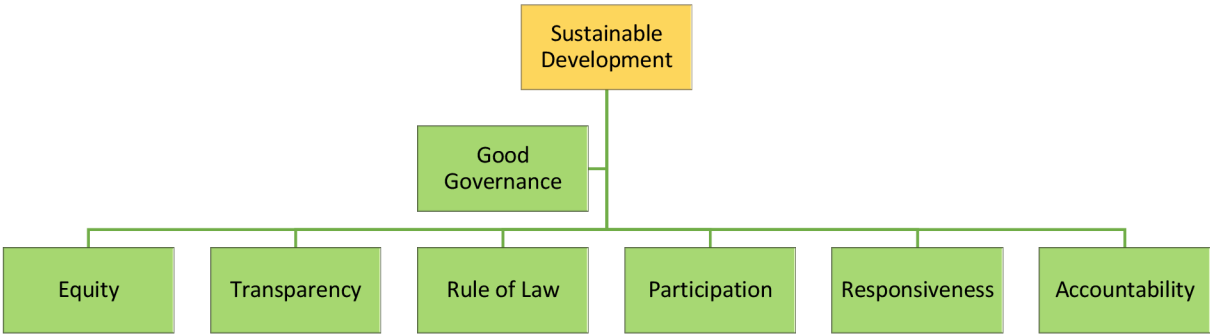 Sustainable
Development
Good
Governance
Equity
Transparency
Rule of Law
Participation
Responsiveness
Accountability